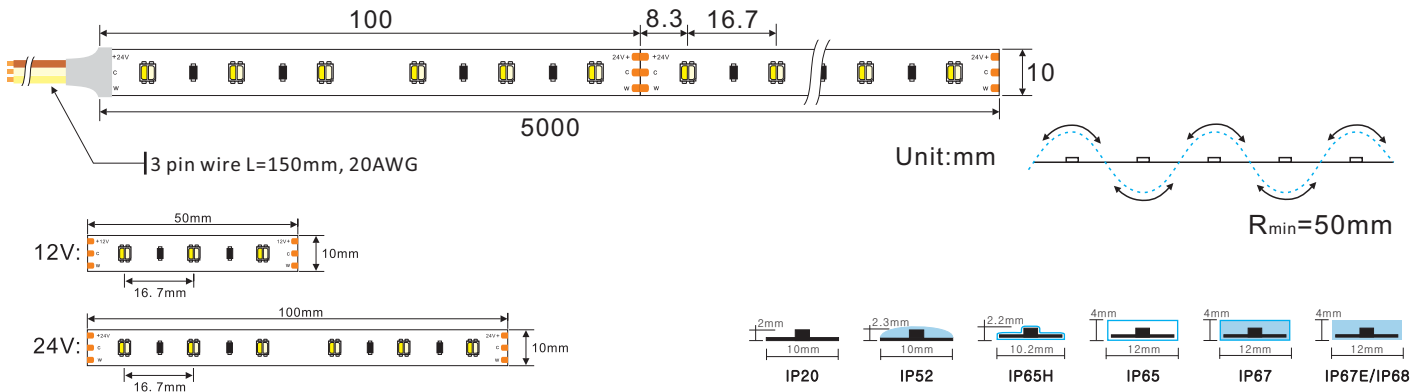 100
8.3
16.7
+24V
C
W
24V+
C
W
+24V
C
W
24V+
C
W
10
5000
3 pin wire L=150mm, 20AWG
Unit:mm
Rmin=50mm
50mm
12V:
+12V
C
W
12V+
C
W
10mm
16.7mm
100mm
24V:
+24V
C
W
24V+
C
W
10mm
16.7mm
2mm
10mm
IP20
2.3mm
10mm
IP52
2.2mm
10.2mm
IP65H
4mm
12mm
IP65
4mm
12mm
IP67
4mm
12mm
IP67E/IP68